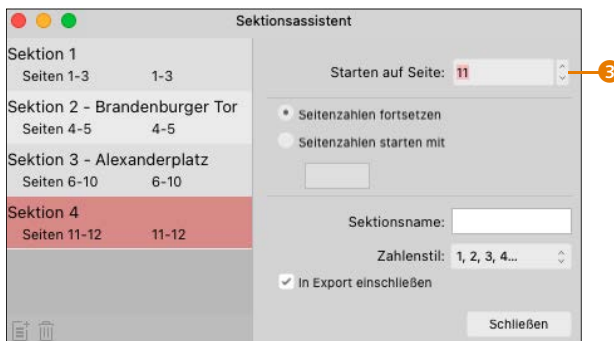 Sektionsassistent
Sektion 1
Seiten 1-3 1-3
Sektion 2 - Brandenburger Tor
Seiten 4-5 4-5
Sektion 3 - Alexanderplatz
Seiten 6-10 6-10
Sektion 4
Seiten 11-12 11-12
Starten auf Seite: 11
3
Seitenzahlen fortsetzen
Seitenzahlen starten mit
Sektionsname:
Zahlenstil: 1, 2, 3, 4...
In Export einschließen
Schließen